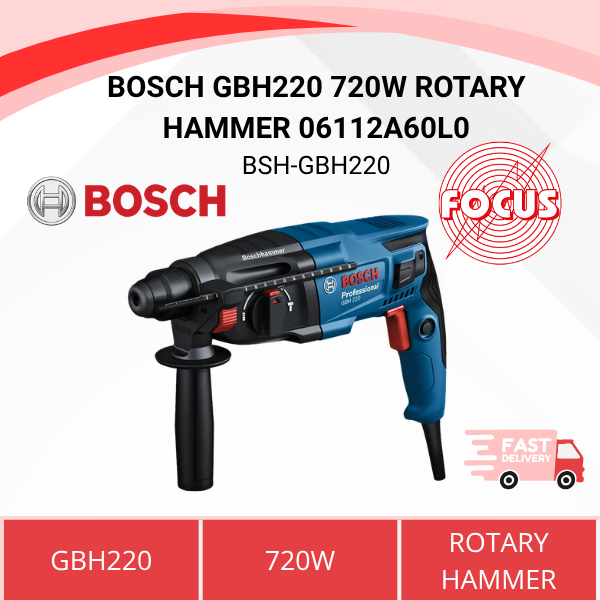 BOSCH GBH220 720W ROTARY
HAMMER 06112A60L0
BSH-GBH220
BOSCH
FOCUS
Boschhammer
BOSCH
Professional
GBH 220
FAST
DELIVERY
GBH220
720W
ROTARY
HAMMER